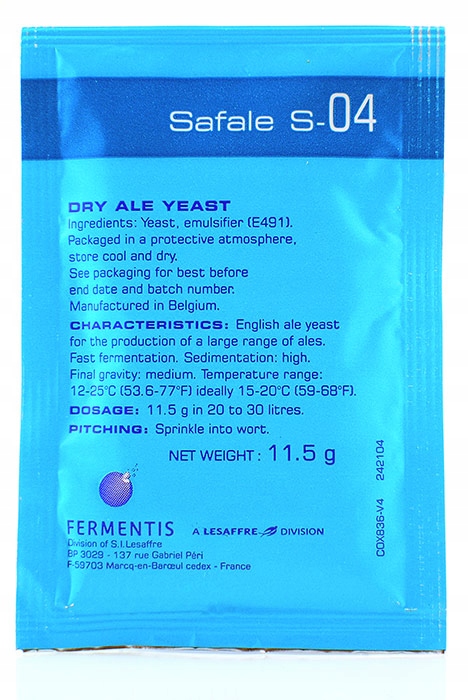 Safale S-04
DRY ALE YEAST
Ingredients: Yeast, emulsifier (E491).
Packaged in a protective atmosphere,
store cool and dry.
See packaging for best before
end date and batch number.
Manufactured in Belgium.
CHARACTERISTICS: English ale yeast
for the production of a large range of ales.
Fast fermentation. Sedimentation: high.
Final gravity: medium. Temperature range:
12-25°C (53.6-77°F) ideally 15-20°C (59-68°F).
DOSAGE: 11.5 g in 20 to 30 litres.
PITCHING: Sprinkle into wort.
NET WEIGHT: 11.5 g
COX836-V4 242104
FERMENTIS A LESAFFRE DIVISION
Division of S.I.Lesaffre
BP 3029 - 137 rue Gabriel Péri
F-59703 Marcq-en-Barœul cedex - France